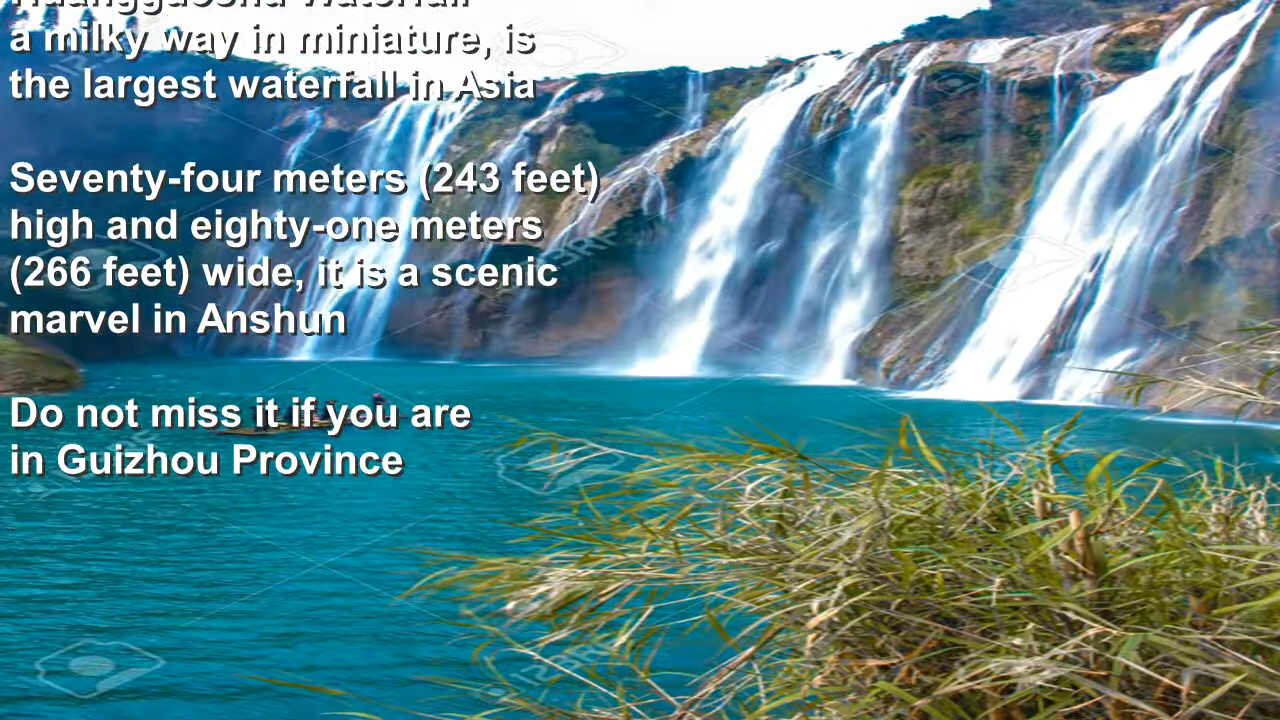 Huangguoshu Waterfall
a milky way in miniature, is
the largest waterfall in Asia
Seventy-four meters (243 feet)
high and eighty-one meters
(266 feet) wide, it is a scenic
marvel in Anshun
Do not miss it if you are
in Guizhou Province